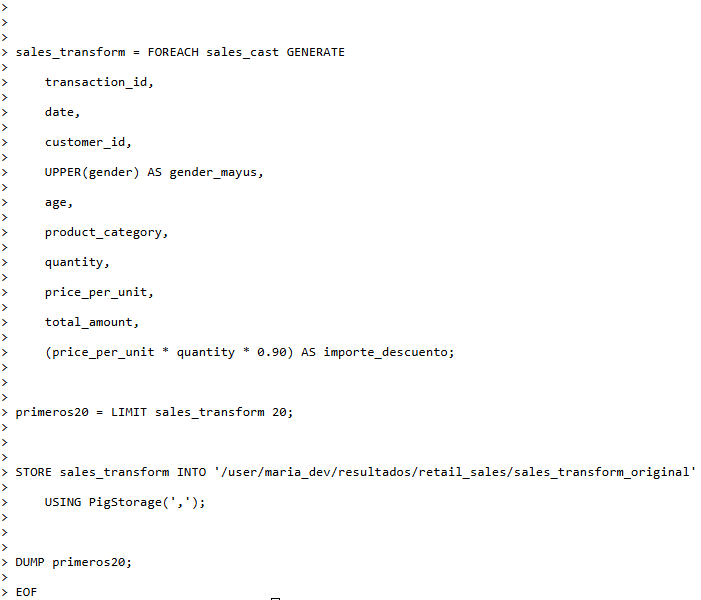 >
>
>
> sales_transform = FOREACH sales_cast GENERATE
>
>     transaction_id,
>
>     date,
>
>     customer_id,
>
>     UPPER(gender) AS gender_mayus,
>
>     age,
>
>     product_category,
>
>     quantity,
>
>     price_per_unit,
>
>     total_amount,
>
>     (price_per_unit * quantity * 0.90) AS importe_descuento;
>
>
>
> primeros20 = LIMIT sales_transform 20;
>
>
>
> STORE sales_transform INTO '/user/maria_dev/resultados/retail_sales/sales_transform_original'
>
>     USING PigStorage(',');
>
>
>
> DUMP primeros20;
>
> EOF